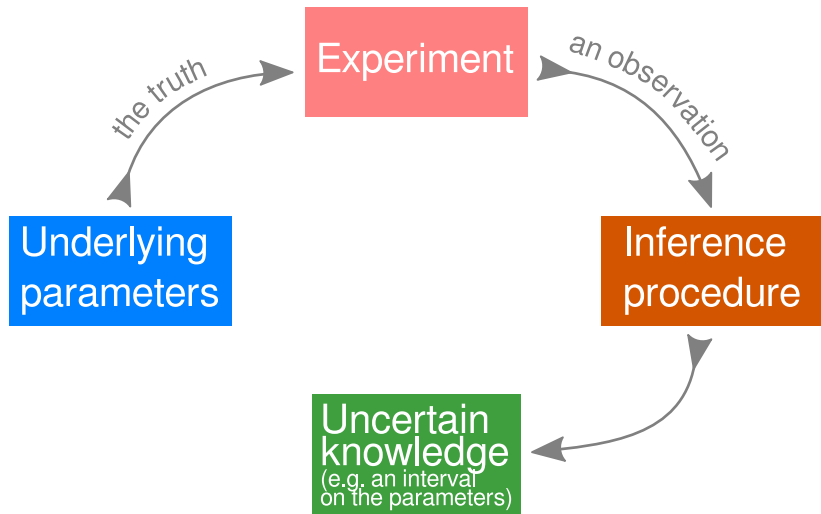 the truth
Experiment
an observation
Underlying
parameters
Inference
procedure
Uncertain
knowledge
(e.g. an interval
on the parameters)